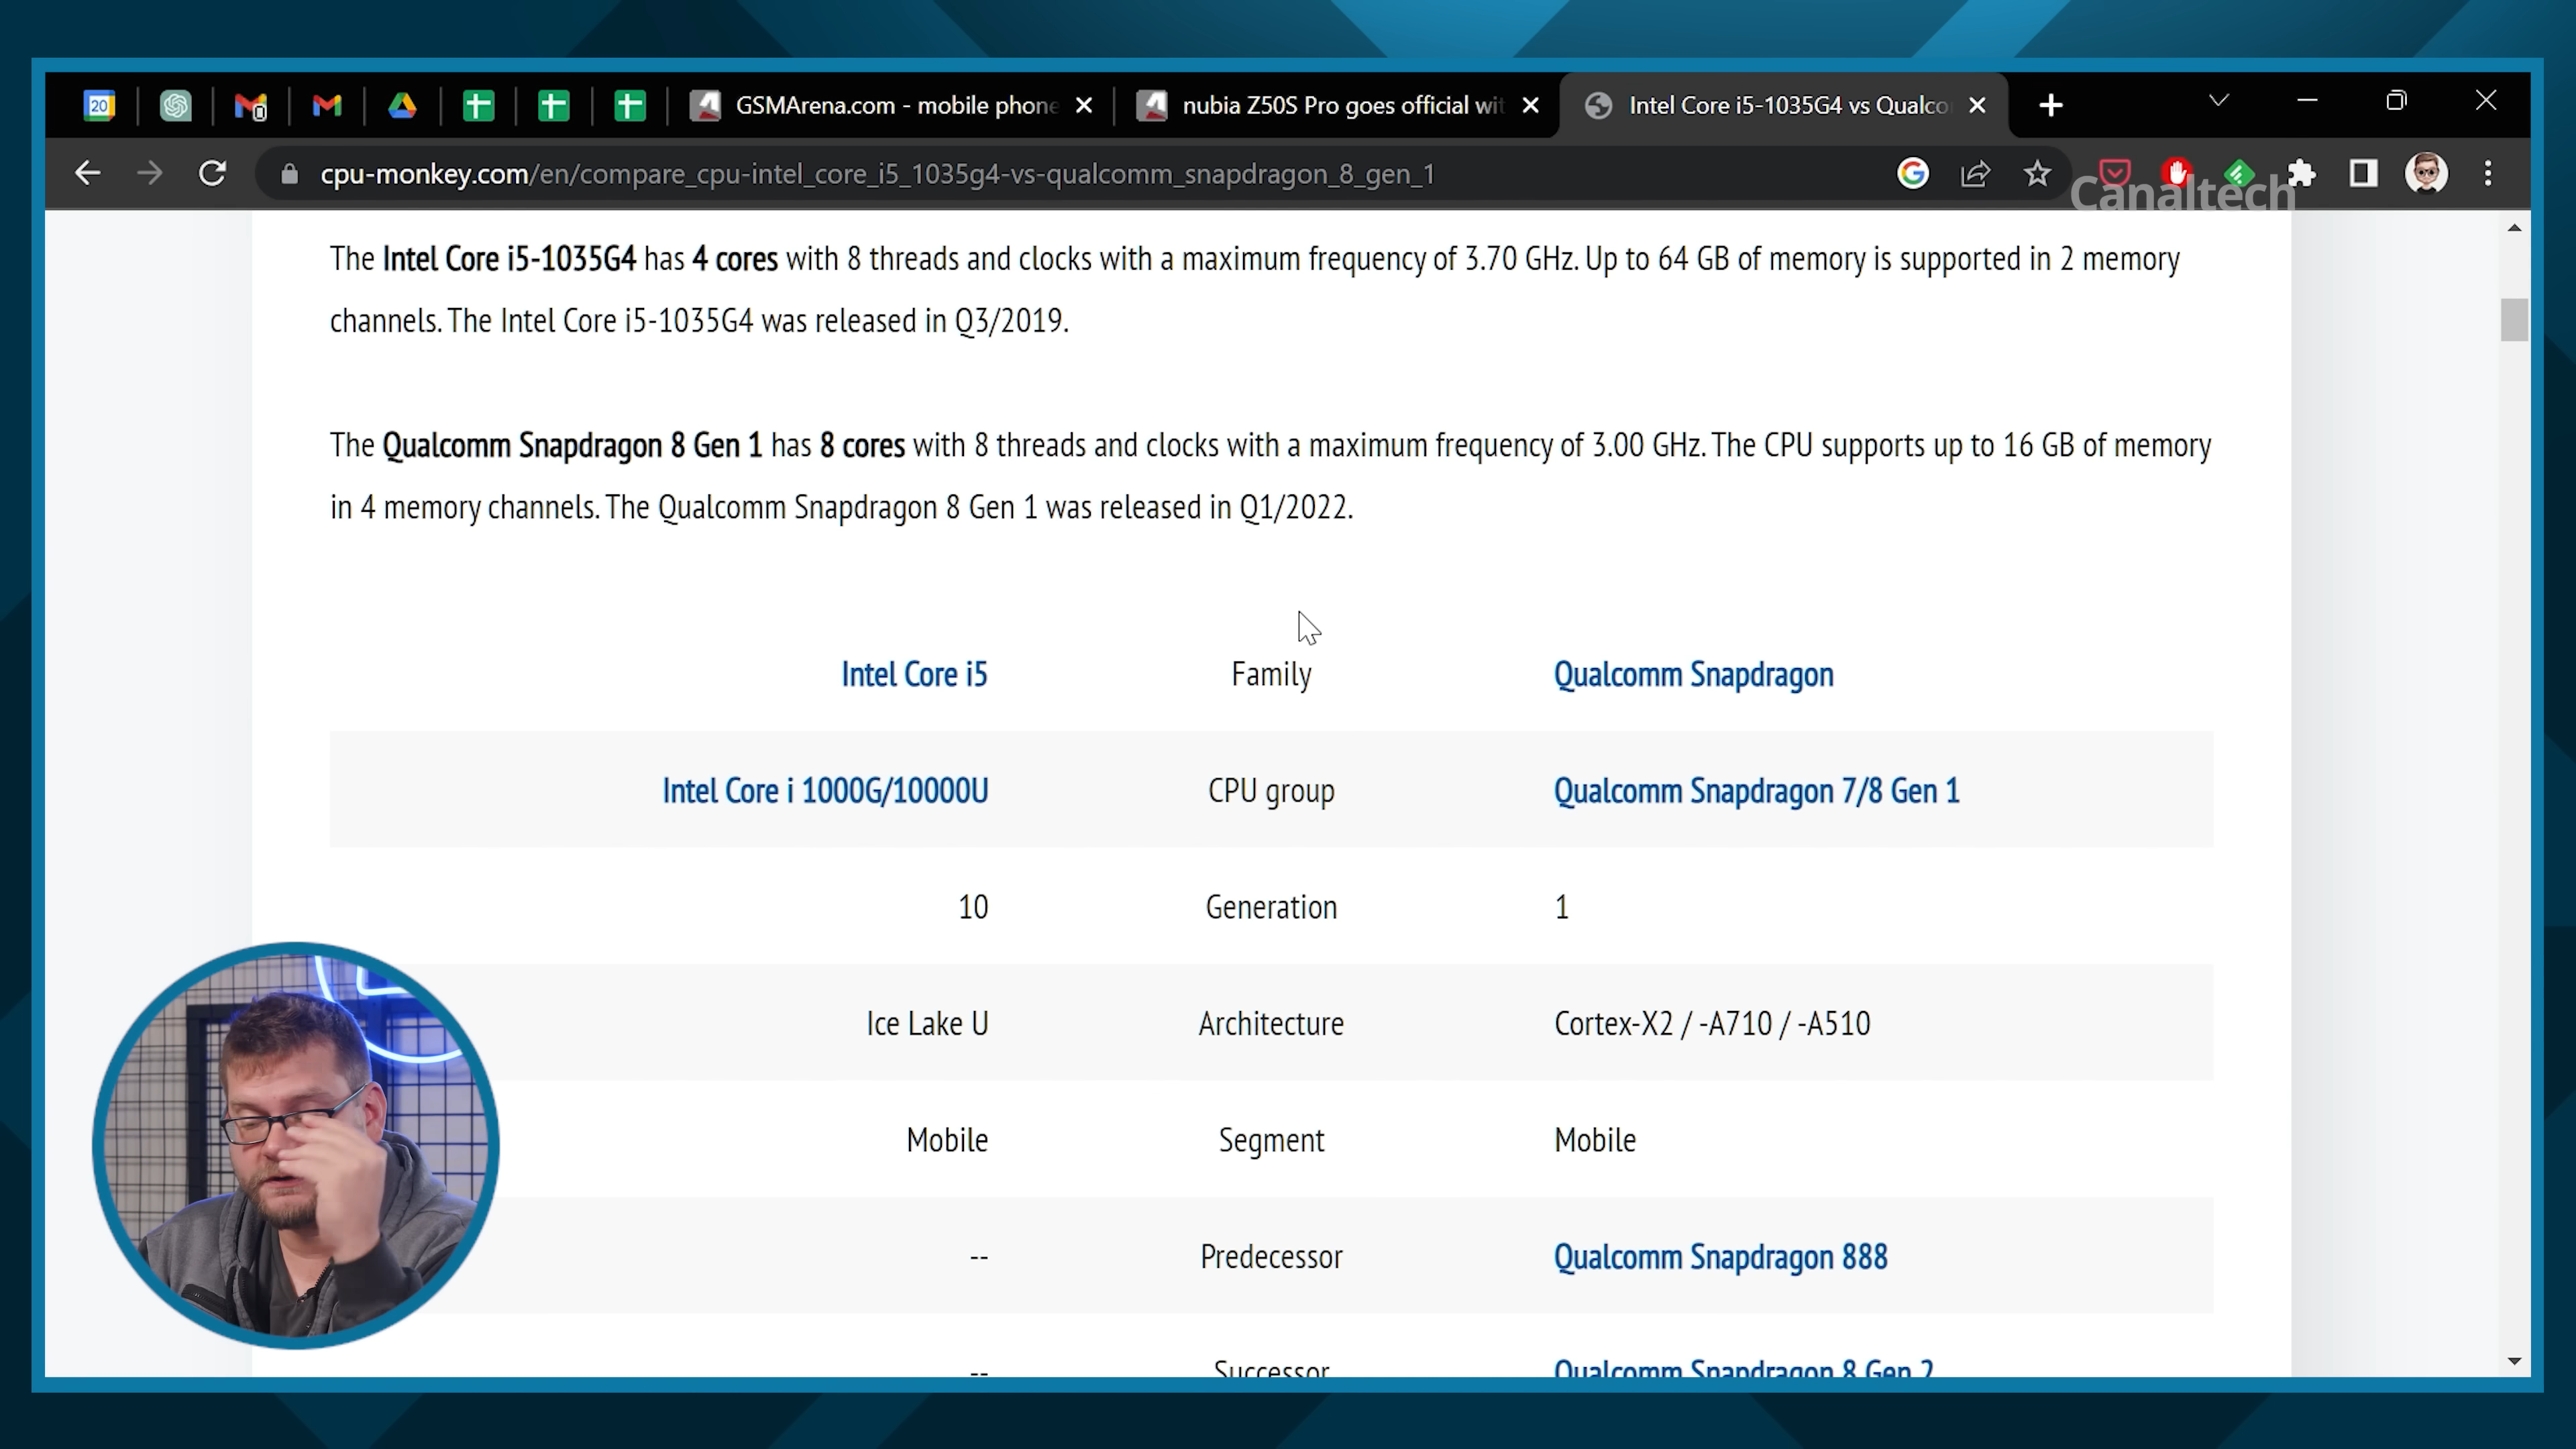 20
GSMArena.com - mobile phone
nubia Z50S Pro goes official wit
Intel Core i5-1035G4 vs Qualco
cpu-monkey.com/en/compare_cpu-intel_core_i5_1035g4-vs-qualcomm_snapdragon_8_gen_1
Canaltech
The Intel Core i5-1035G4 has 4 cores with 8 threads and clocks with a maximum frequency of 3.70 GHz. Up to 64 GB of memory is supported in 2 memory
channels. The Intel Core i5-1035G4 was released in Q3/2019.
The Qualcomm Snapdragon 8 Gen 1 has 8 cores with 8 threads and clocks with a maximum frequency of 3.00 GHz. The CPU supports up to 16 GB of memory
in 4 memory channels. The Qualcomm Snapdragon 8 Gen 1 was released in Q1/2022.
Intel Core i5 Family Qualcomm Snapdragon
Intel Core i 1000G/10000U CPU group Qualcomm Snapdragon 7/8 Gen 1
10 Generation 1
Ice Lake U Architecture Cortex-X2 / -A710 / -A510
Mobile Segment Mobile
-- Predecessor Qualcomm Snapdragon 888
-- Successor Qualcomm Snapdragon 8 Gen 2